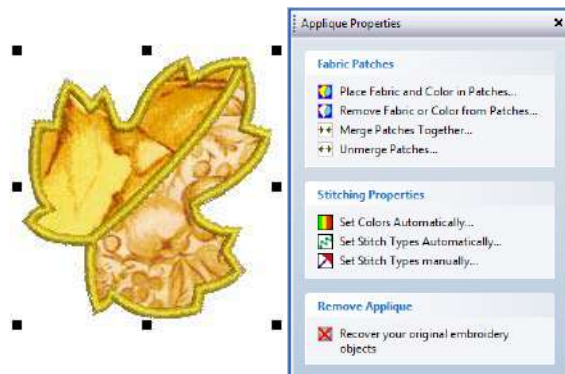 Applique Properties
Fabric Patches
Place Fabric and Color in Patches...
Remove Fabric or Color from Patches...
Merge Patches Together...
Unmerge Patches...
Stitching Properties
Set Colors Automatically...
Set Stitch Types Automatically...
Set Stitch Types manually...
Remove Applique
Recover your original embroidery
objects